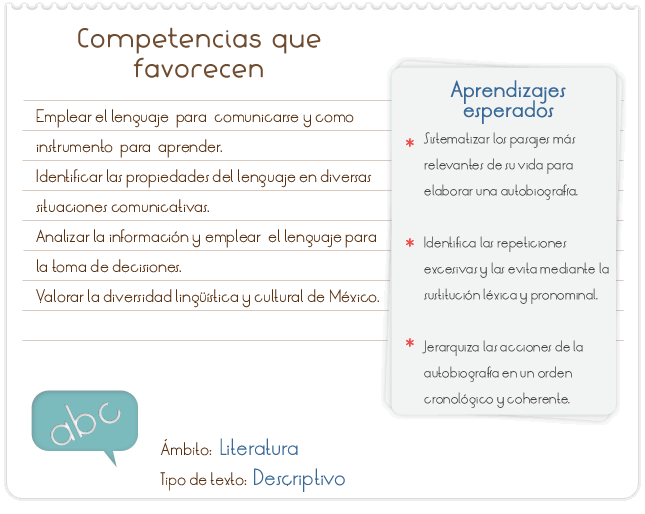 Competencias que
favorecen
Emplear el lenguaje para comunicarse y como
instrumento para aprender.
Identificar las propiedades del lenguaje en diversas
situaciones comunicativas.
Analizar la información y emplear el lenguaje para
la toma de decisiones.
Valorar la diversidad lingüística y cultural de México.
Aprendizajes
esperados
* Sistematizar los pasajes más
relevantes de su vida para
elaborar una autobiografía.
* Identifica las repeticiones
excesivas y las evita mediante la
sustitución léxica y pronominal.
* Jerarquiza las acciones de la
autobiografía en un orden
cronológico y coherente.
abc
Ámbito: Literatura
Tipo de texto: Descriptivo